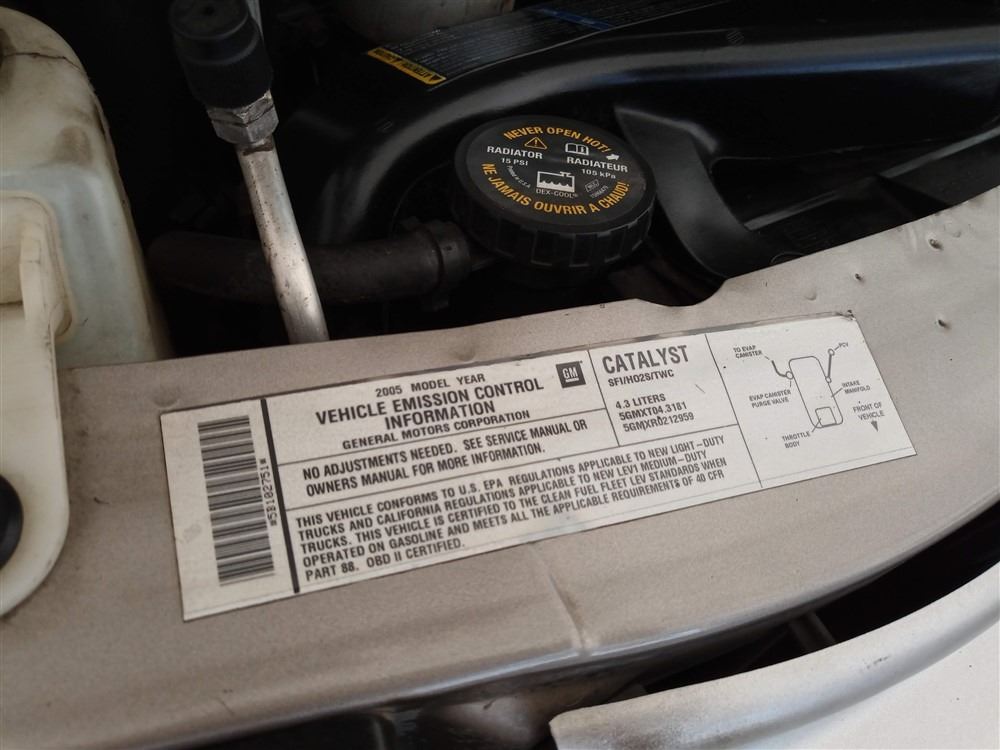 ATTENTION
NEVER OPEN HOT!
RADIATOR
15 PSI
RADIATEUR
105 kPa
DEX-COOL®
NE JAMAIS OUVRIR A CHAUD!
*5B182751*
2005 MODEL YEAR
VEHICLE EMISSION CONTROL
INFORMATION
GENERAL MOTORS CORPORATION
GM
NO ADJUSTMENTS NEEDED. SEE SERVICE MANUAL OR
OWNERS MANUAL FOR MORE INFORMATION.
CATALYST
SFI/HO2S/TWC
4.3 LITERS
5GMXT04.3181
5GMXR0212959
THIS VEHICLE CONFORMS TO U.S. EPA REGULATIONS APPLICABLE TO NEW LIGHT-DUTY
TRUCKS AND CALIFORNIA REGULATIONS APPLICABLE TO NEW LEV1 MEDIUM-DUTY
TRUCKS. THIS VEHICLE IS CERTIFIED TO THE CLEAN FUEL FLEET LEV STANDARDS WHEN
OPERATED ON GASOLINE AND MEETS ALL THE APPLICABLE REQUIREMENTS OF 40 CFR
PART 88. OBD II CERTIFIED.
TO EVAP
CANISTER
PCV
EVAP CANISTER
PURGE VALVE
INTAKE
MANIFOLD
THROTTLE
BODY
FRONT OF
VEHICLE